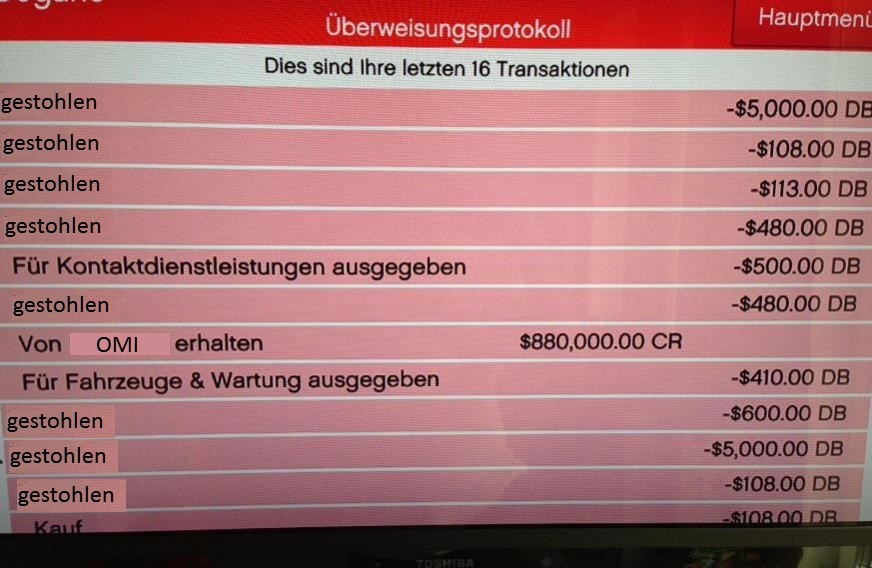 Überweisungsprotokoll
Hauptmenü
Dies sind Ihre letzten 16 Transaktionen
gestohlen -$5,000.00 DB
gestohlen -$108.00 DB
gestohlen -$113.00 DB
gestohlen -$480.00 DB
Für Kontaktdienstleistungen ausgegeben -$500.00 DB
gestohlen -$480.00 DB
Von OMI erhalten $880,000.00 CR
Für Fahrzeuge & Wartung ausgegeben -$410.00 DB
gestohlen -$600.00 DB
gestohlen -$5,000.00 DB
gestohlen -$108.00 DB
Kauf -$108.00 DB
TOSHIBA